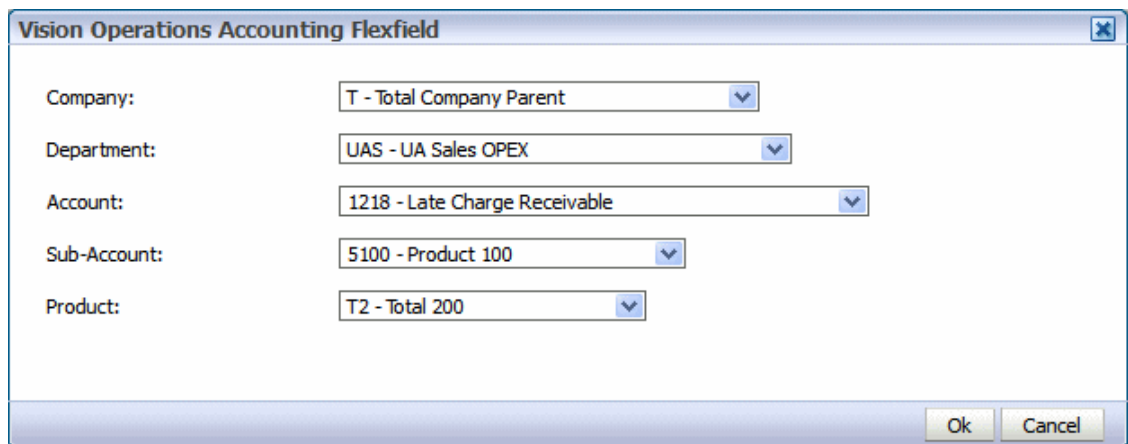 Vision Operations Accounting Flexfield
Company: T - Total Company Parent
Department: UAS - UA Sales OPEX
Account: 1218 - Late Charge Receivable
Sub-Account: 5100 - Product 100
Product: T2 - Total 200
Ok Cancel